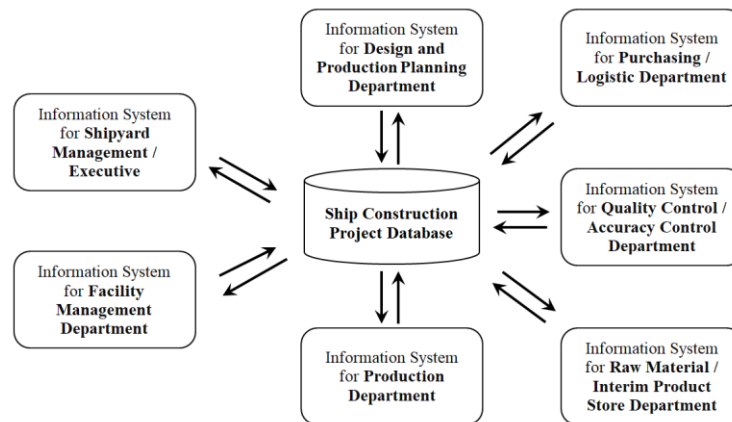 Information System
for Design and
Production Planning
Department
Information System
for Purchasing /
Logistic Department
Information System
for Shipyard
Management /
Executive
Ship Construction
Project Database
Information System
for Quality Control /
Accuracy Control
Department
Information System
for Facility
Management
Department
Information System
for Production
Department
Information System
for Raw Material /
Interim Product
Store Department